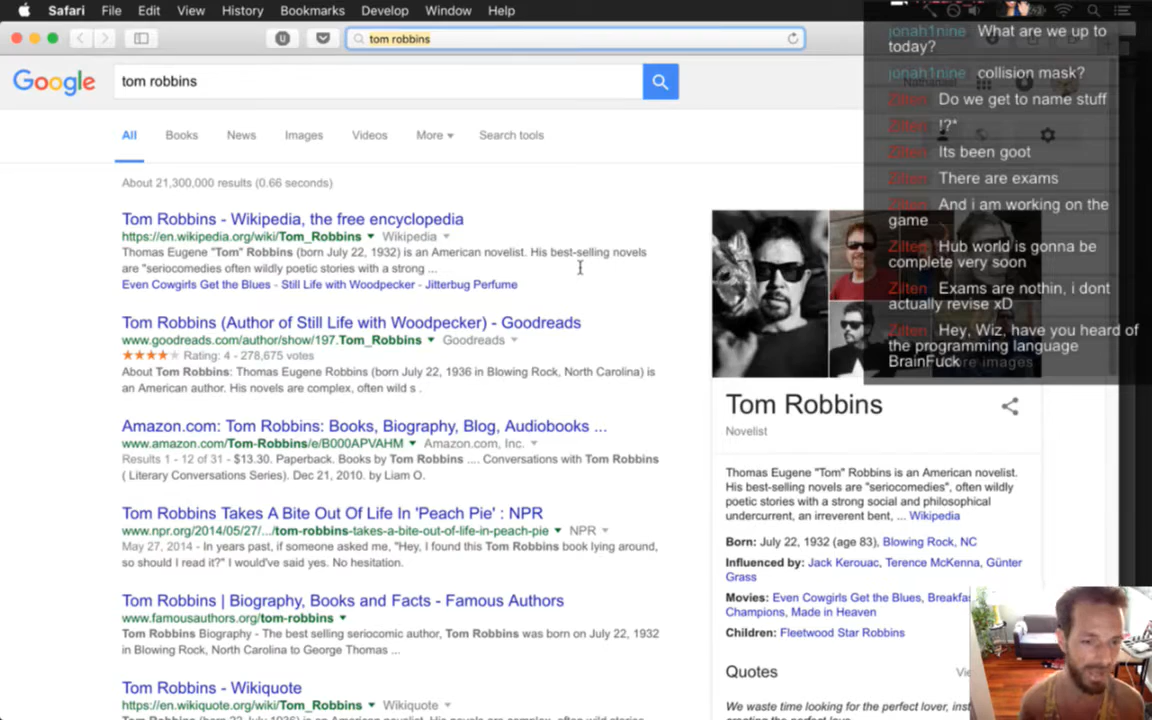 Safari File Edit View History Bookmarks Develop Window Help
tom robbins
Google
tom robbins
All Books News Images Videos More Search tools
About 21,300,000 results (0.66 seconds)
Tom Robbins - Wikipedia, the free encyclopedia
https://en.wikipedia.org/wiki/Tom_Robbins Wikipedia
Thomas Eugene "Tom" Robbins (born July 22, 1932) is an American novelist. His best-selling novels
are "seriocomedies often wildly poetic stories with a strong ...
Even Cowgirls Get the Blues - Still Life with Woodpecker - Jitterbug Perfume
Tom Robbins (Author of Still Life with Woodpecker) - Goodreads
www.goodreads.com/author/show/197.Tom_Robbins Goodreads
Rating: 4 - 278,675 votes
About Tom Robbins: Thomas Eugene Robbins (born July 22, 1936 in Blowing Rock, North Carolina) is
an American author. His novels are complex, often wild s .
Amazon.com: Tom Robbins: Books, Biography, Blog, Audiobooks ...
www.amazon.com/Tom-Robbins/e/B000APVAHM Amazon.com, Inc.
Results 1 - 12 of 31 - $13.30. Paperback. Books by Tom Robbins .... Conversations with Tom Robbins
( Literary Conversations Series). Dec 21, 2010. by Liam O.
Tom Robbins Takes A Bite Out Of Life In 'Peach Pie' : NPR
www.npr.org/2014/05/27/.../tom-robbins-takes-a-bite-out-of-life-in-peach-pie NPR
May 27, 2014 - In years past, if someone asked me, "Hey, I found this Tom Robbins book lying around,
so should I read it?" I would've said yes. No hesitation.
Tom Robbins | Biography, Books and Facts - Famous Authors
www.famousauthors.org/tom-robbins
Tom Robbins Biography - The best selling seriocomic author, Tom Robbins was born on July 22, 1932
in Blowing Rock, North Carolina to George Thomas ...
Tom Robbins - Wikiquote
https://en.wikiquote.org/wiki/Tom_Robbins Wikiquote
jonah1nine What are we up to
today?
jonah1nine collision mask?
Zilten Do we get to name stuff
Zilten !?*
Zilten Its been goot
Zilten There are exams
Zilten And i am working on the
game
Zilten Hub world is gonna be
complete very soon
Zilten Exams are nothin, i dont
actually revise xD
Zilten Hey, Wiz, have you heard of
the programming language
BrainFuck
images
Tom Robbins
Novelist
Thomas Eugene "Tom" Robbins is an American novelist.
His best-selling novels are "seriocomedies", often wildly
poetic stories with a strong social and philosophical
undercurrent, an irreverent bent, ... Wikipedia
Born: July 22, 1932 (age 83), Blowing Rock, NC
Influenced by: Jack Kerouac, Terence McKenna, Günter
Grass
Movies: Even Cowgirls Get the Blues,
Champions, Made in Heaven
Children: Fleetwood Star Robbins
Quotes
We waste time looking for the perfect lover,